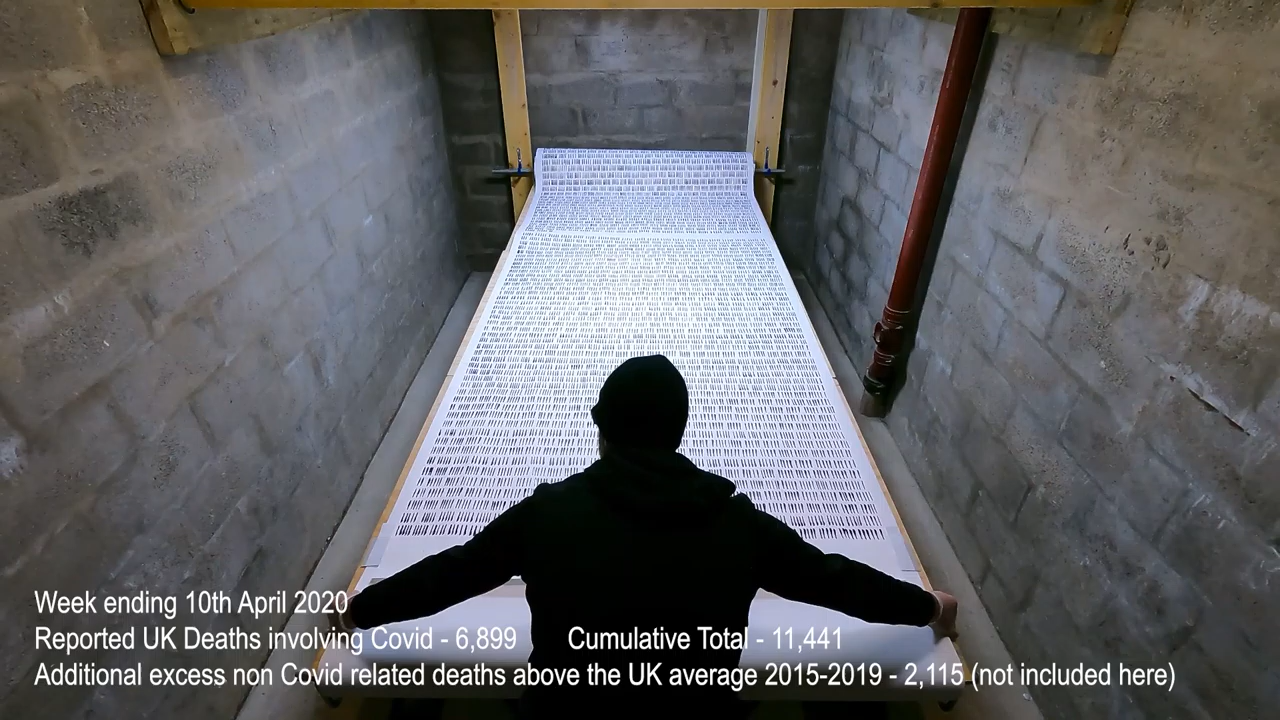 Week ending 10th April 2020
Reported UK Deaths involving Covid - 6,899 Cumulative Total - 11,441
Additional excess non Covid related deaths above the UK average 2015-2019 - 2,115 (not included here)